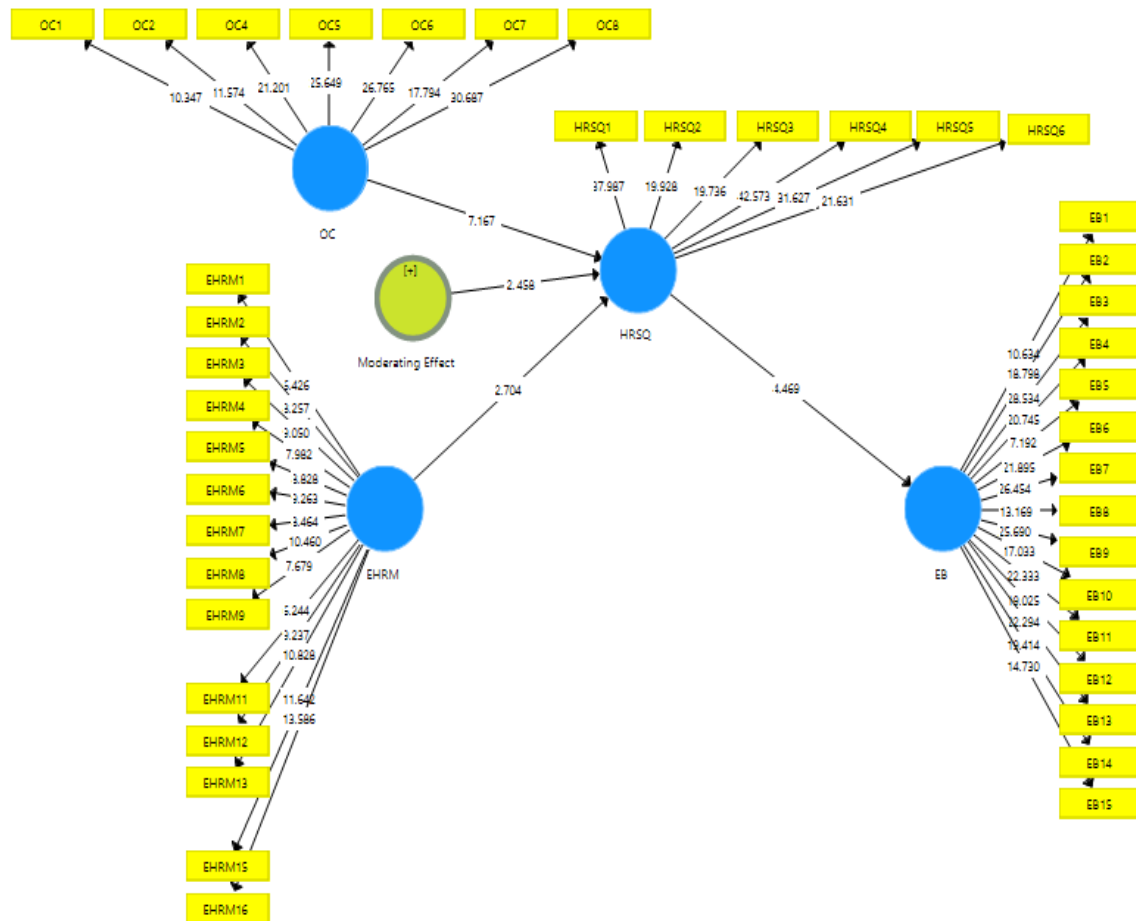 OC1
OC2
OC4
OC5
OC6
OC7
OC8
10.347
11.574
21.201
25.649
26.765
17.794
30.687
OC
HRSQ1
HRSQ2
HRSQ3
HRSQ4
HRSQ5
HRSQ6
37.987
19.928
19.736
42.573
31.627
21.631
7.167
[+]
2.458
HRSQ
Moderating Effect
2.704
4.469
EHRM1
EHRM2
EHRM3
EHRM4
EHRM5
EHRM6
EHRM7
EHRM8
EHRM9
EHRM11
EHRM12
EHRM13
EHRM15
EHRM16
7.982
9.263
10.460
7.679
9.237
10.828
11.642
13.586
EHRM
EB1
EB2
EB3
EB4
EB5
EB6
EB7
EB8
EB9
EB10
EB11
EB12
EB13
EB14
EB15
10.634
18.798
28.534
20.745
7.192
21.895
26.454
13.169
25.690
17.033
22.333
19.025
19.414
14.730
EB